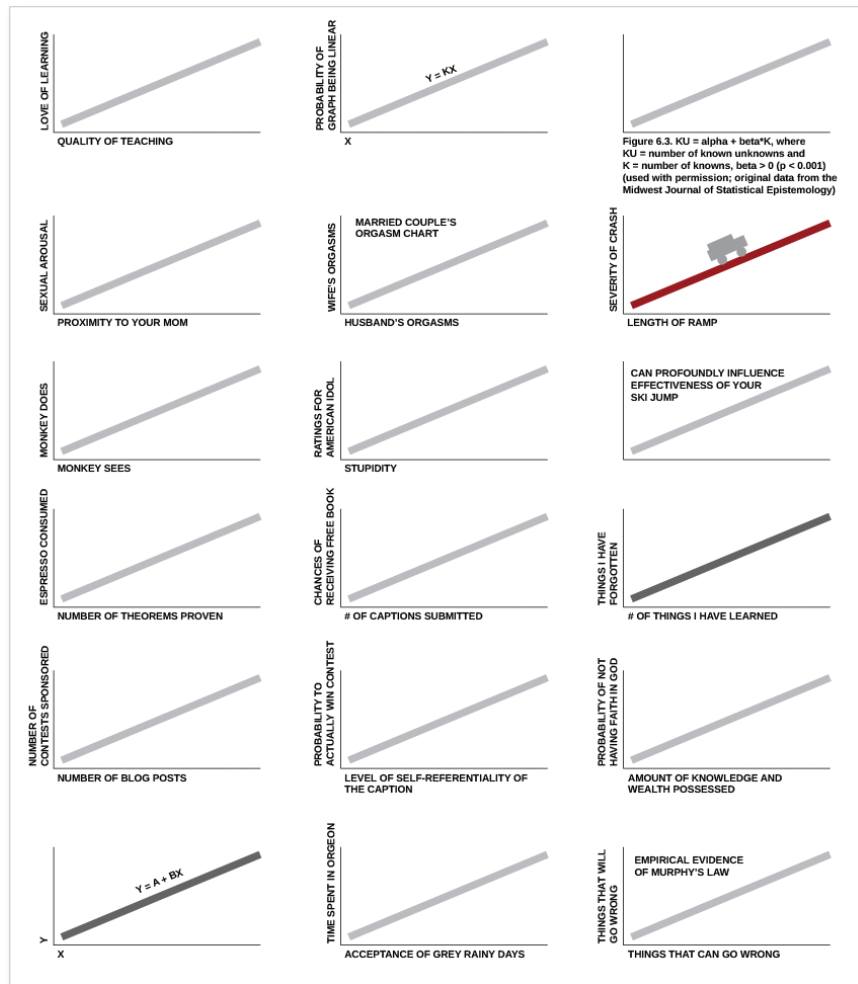 LOVE OF LEARNING
QUALITY OF TEACHING
PROBABILITY OF
GRAPH BEING LINEAR
Y = KX
X
Figure 6.3. KU = alpha + beta*K, where
KU = number of known unknowns and
K = number of knowns, beta > 0 (p < 0.001)
(used with permission; original data from the
Midwest Journal of Statistical Epistemology)
SEXUAL AROUSAL
PROXIMITY TO YOUR MOM
MARRIED COUPLE'S
ORGASM CHART
WIFE'S ORGASMS
HUSBAND'S ORGASMS
SEVERITY OF CRASH
LENGTH OF RAMP
MONKEY DOES
MONKEY SEES
RATINGS FOR
AMERICAN IDOL
STUPIDITY
CAN PROFOUNDLY INFLUENCE
EFFECTIVENESS OF YOUR
SKI JUMP
ESPRESSO CONSUMED
NUMBER OF THEOREMS PROVEN
CHANCES OF
RECEIVING FREE BOOK
# OF CAPTIONS SUBMITTED
THINGS I HAVE
FORGOTTEN
# OF THINGS I HAVE LEARNED
NUMBER OF
CONTESTS SPONSORED
NUMBER OF BLOG POSTS
PROBABILITY TO
ACTUALLY WIN CONTEST
LEVEL OF SELF-REFERENTIALITY OF
THE CAPTION
PROBABILITY OF NOT
HAVING FAITH IN GOD
AMOUNT OF KNOWLEDGE AND
WEALTH POSSESSED
Y
Y = A + BX
X
TIME SPENT IN ORGEON
ACCEPTANCE OF GREY RAINY DAYS
EMPIRICAL EVIDENCE
OF MURPHY'S LAW
THINGS THAT WILL
GO WRONG
THINGS THAT CAN GO WRONG